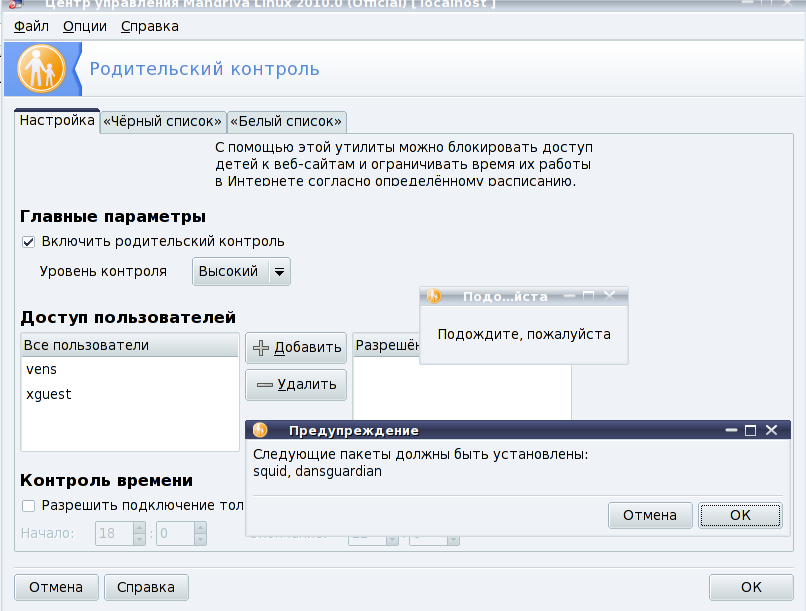 Центр управления Mandriva Linux 2010.0 (Official) [ localhost ]
Файл Опции Справка
Родительский контроль
Настройка «Чёрный список» «Белый список»
С помощью этой утилиты можно блокировать доступ
детей к веб-сайтам и ограничивать время их работы
в Интернете согласно определённому расписанию.
Главные параметры
Включить родительский контроль
Уровень контроля Высокий
Подо...йста
Подождите, пожалуйста
Доступ пользователей
Все пользователи
vens
xguest
Добавить
Удалить
Разрешён
Предупреждение
Следующие пакеты должны быть установлены:
squid, dansguardian
Отмена OK
Контроль времени
Разрешить подключение тол
Начало: 18 : 0
Отмена Справка OK